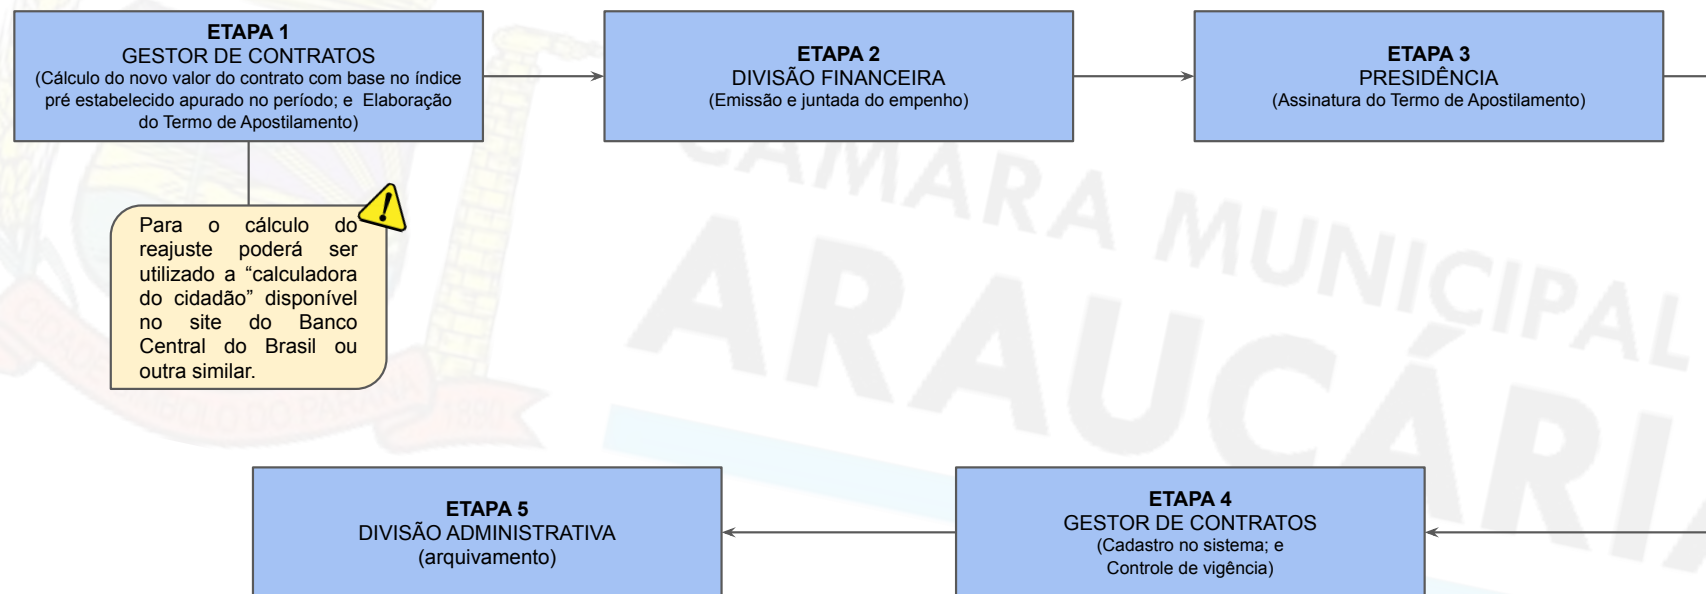 ETAPA 1
GESTOR DE CONTRATOS
(Cálculo do novo valor do contrato com base no índice
pré estabelecido apurado no período; e Elaboração
do Termo de Apostilamento)
ETAPA 2
DIVISÃO FINANCEIRA
(Emissão e juntada do empenho)
ETAPA 3
PRESIDÊNCIA
(Assinatura do Termo de Apostilamento)
Para o cálculo do
reajuste poderá ser
utilizado a “calculadora
do cidadão” disponível
no site do Banco
Central do Brasil ou
outra similar.
CÂMARA MUNICIPAL
ARAUCÁRIA
1890
ETAPA 5
DIVISÃO ADMINISTRATIVA
(arquivamento)
ETAPA 4
GESTOR DE CONTRATOS
(Cadastro no sistema; e
Controle de vigência)